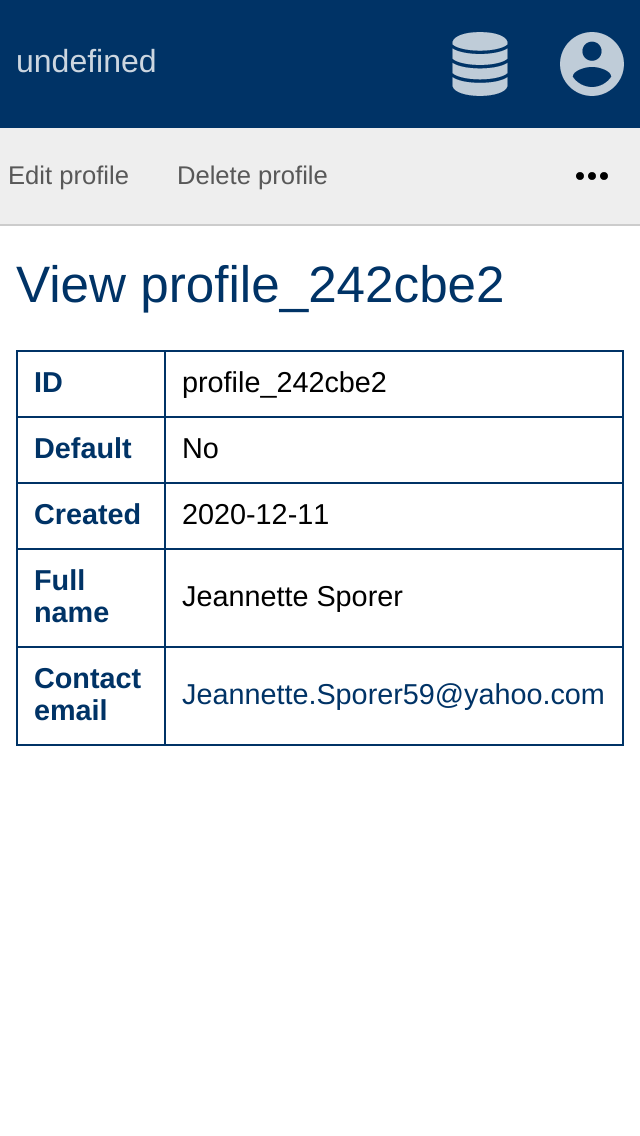 undefined
Edit profile Delete profile
View profile_242cbe2
ID profile_242cbe2
Default No
Created 2020-12-11
Full
name
Jeannette Sporer
Contact
email
Jeannette.Sporer59@yahoo.com